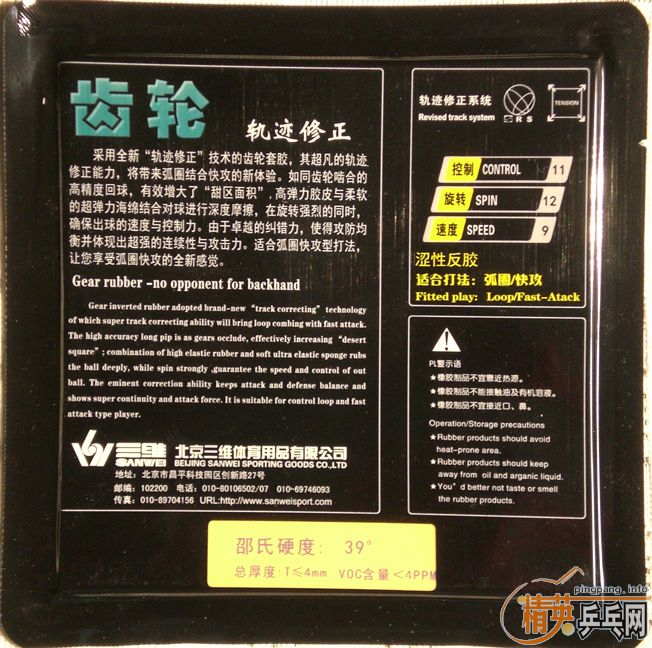 齿轮 轨迹修正
采用全新“轨迹修正”技术的齿轮套胶，其超凡的轨迹
修正能力，将带来弧圈结合快攻的新体验。如同齿轮啮合的
高精度回球，有效增大了“甜区面积”，高弹力胶皮与柔软
的超弹力海绵结合对球进行深度摩擦，在旋转强烈的同时，
确保出球的速度与控制力。由于卓越的纠错力，使得攻防均
衡并体现出超强的连续性与攻击力。适合弧圈快攻型打法，
让您享受弧圈快攻的全新感觉。
Gear rubber -no opponent for backhand
Gear inverted rubber adopted brand-new “track correcting” technology
of which super track correcting ability will bring loop combing with fast attack.
The high accuracy long pip is as gears occlude, effectively increasing “desert
square”; combination of high elastic rubber and soft ultra elastic sponge rubs
the ball deeply, while spin strongly ,guarantee the speed and control of out
ball. The eminent correction ability keeps attack and defense balance and
shows super continuity and attack force. It is suitable for control loop and fast
attack type player.
三维 SANWEI
北京三维体育用品有限公司
BEIJING SANWEI SPORTING GOODS CO.,LTD
地址：北京市昌平科技园区创新路27号
邮编：102200 电话：010-80106502/07 010-69746093
传真：010-89704156 URL:http://www.sanweisport.com
轨迹修正系统
Revised track system
CRS
TENSION
控制 CONTROL 11
旋转 SPIN 12
速度 SPEED 9
涩性反胶
适合打法：弧圈/快攻
Fitted play: Loop/Fast-Atack
PL警示语
★橡胶制品不宜靠近热源。
★橡胶制品不能接触油及有机溶液。
★橡胶制品不宜接近口、鼻。
Operation/Storage precautions
★Rubber products should avoid
heat-prone area.
★Rubber products should keep
away from oil and arganic liquid.
★You’d better not taste or smell
the rubber products.
邵氏硬度： 39°
总厚度：T≤4mm VOC含量<4PPM
pingpang.info
精英乒乓网